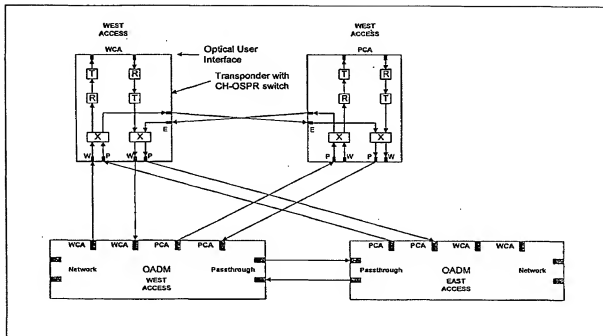 WEST
ACCESS
WCA
WEST
ACCESS
PCA
Optical User
Interface
Transponder with
CH-OSPR switch
T
R
R
T
X
X
W
P
W
P
E
T
R
R
T
X
X
E
P
W
P
W
WCA
WCA
PCA
PCA
Network
OADM
Passthrough
WEST
ACCESS
PCA
PCA
WCA
WCA
Passthrough
OADM
Network
EAST
ACCESS